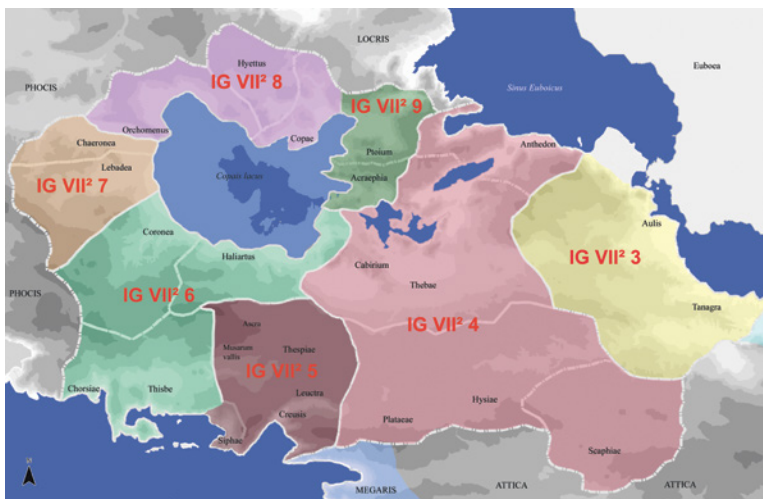 LOCRIS
Euboea
Hyettus
IG VII² 8
PHOCIS
Sinus Euboicus
IG VII² 9
Orchomenus
Copae
Chaeronea
Ptoium
Anthedon
Lebadea
Copais lacus
Acraephia
IG VII² 7
Aulis
Coronea
Haliartus
IG VII² 3
Cabirium
Thebae
PHOCIS
IG VII² 6
Tanagra
IG VII² 4
Ascra
Musarum
vallis
Thespiae
IG VII² 5
Chorsiae
Thisbe
Leuctra
Hysiae
Creusis
Plataeae
Siphae
Scaphiae
MEGARIS
ATTICA
ATTICA